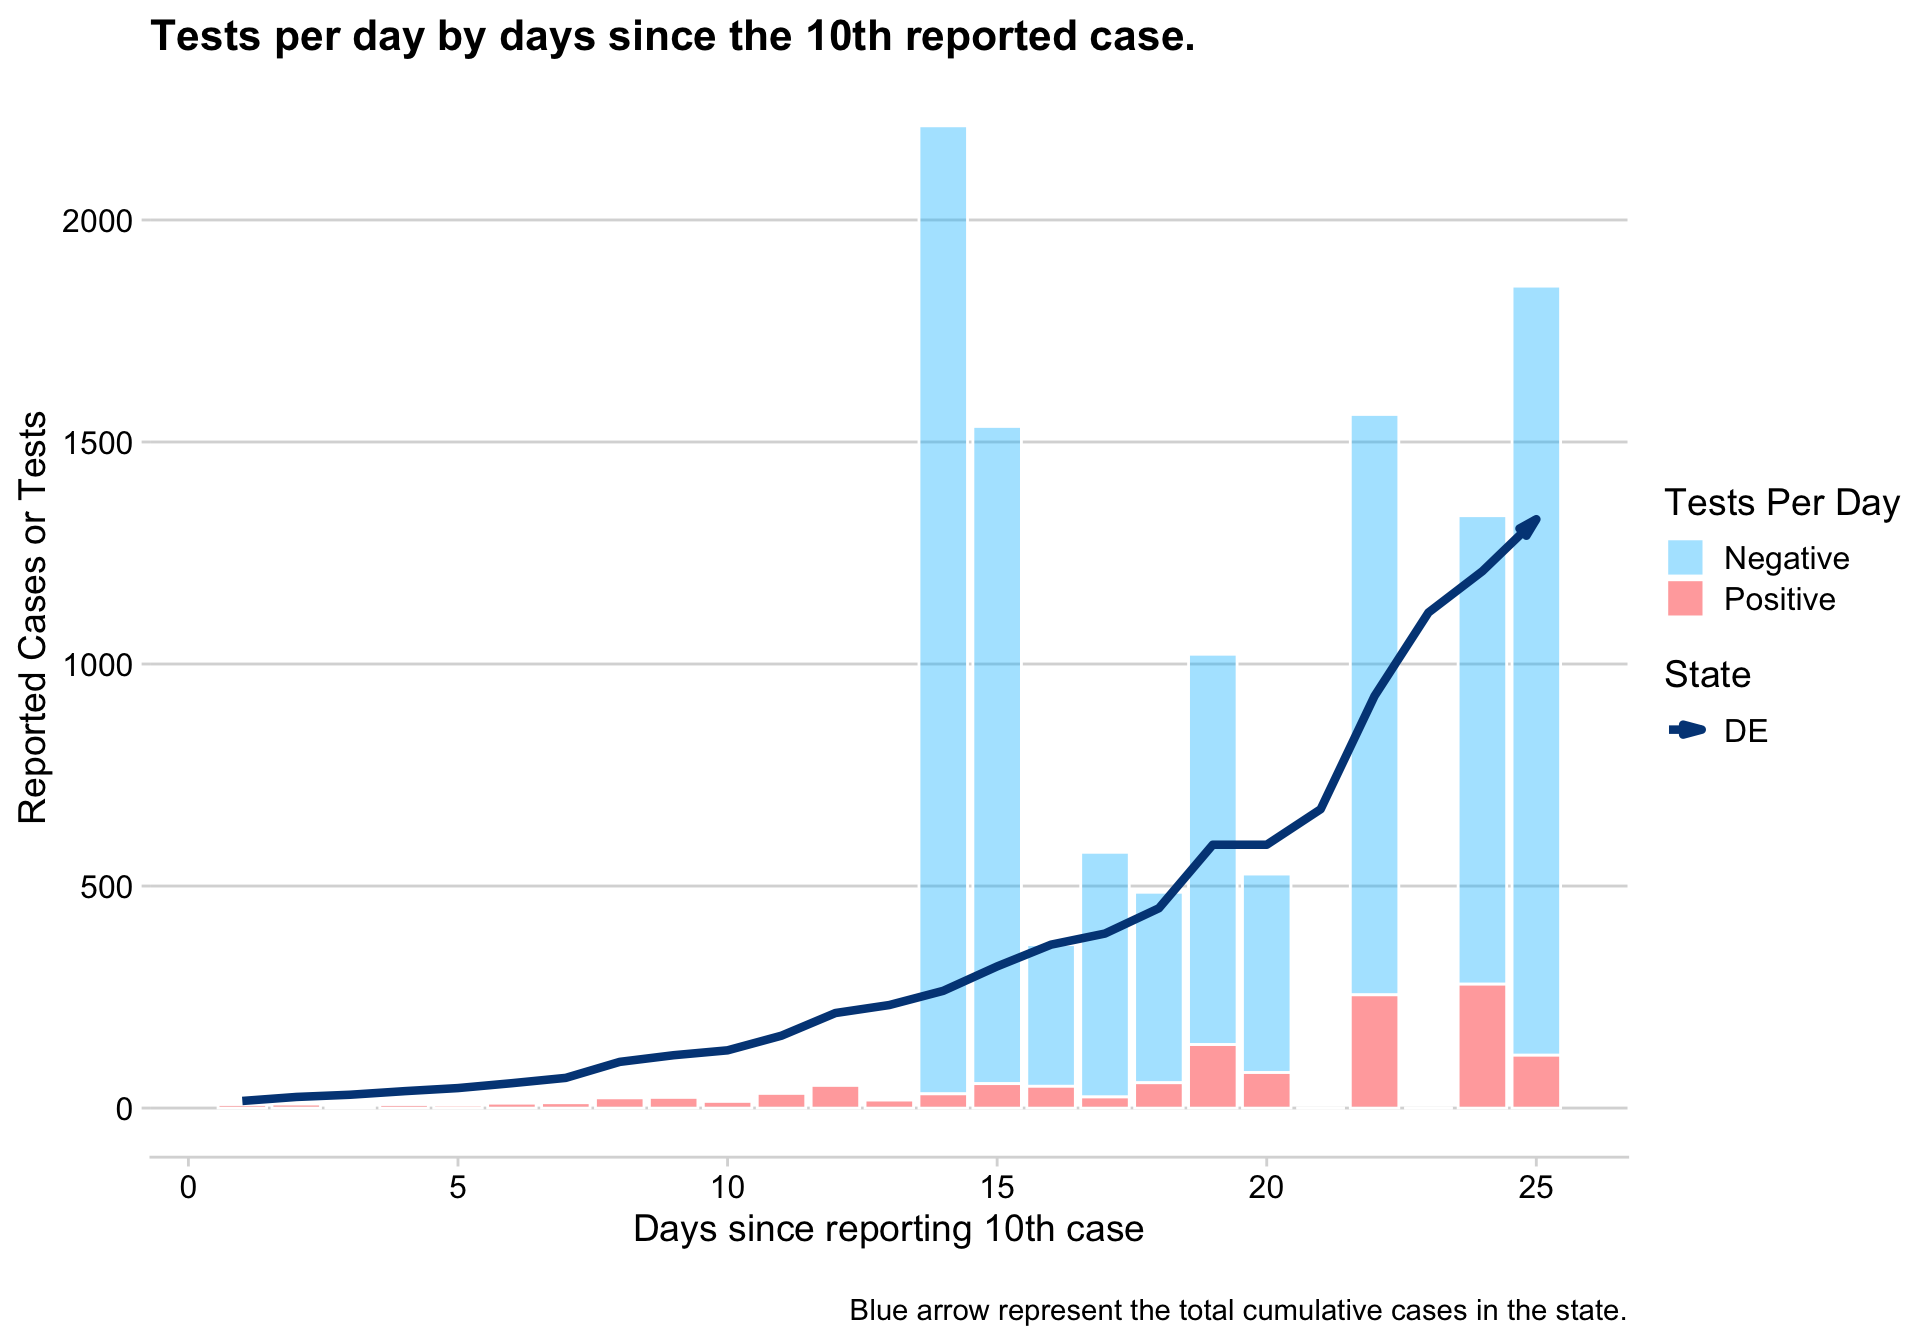 Tests per day by days since the 10th reported case.
Reported Cases or Tests
2000
1500
1000
500
0
0 5 10 15 20 25
Days since reporting 10th case
Tests Per Day
Negative
Positive
State
DE
Blue arrow represent the total cumulative cases in the state.